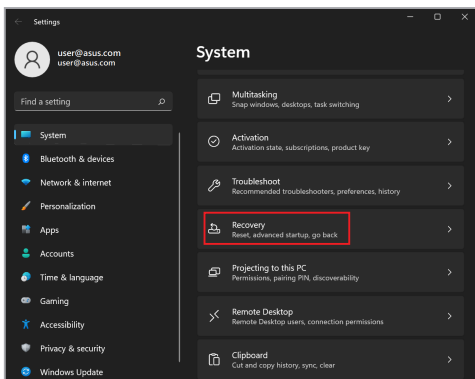 Settings
user@asus.com
user@asus.com
Find a setting
System
Bluetooth & devices
Network & internet
Personalization
Apps
Accounts
Time & language
Gaming
Accessibility
Privacy & security
Windows Update
System
Multitasking
Snap windows, desktops, task switching
Activation
Activation state, subscriptions, product key
Troubleshoot
Recommended troubleshooters, preferences, history
Recovery
Reset, advanced startup, go back
Projecting to this PC
Permissions, pairing PIN, discoverability
Remote Desktop
Remote Desktop users, connection permissions
Clipboard
Cut and copy history, sync, clear